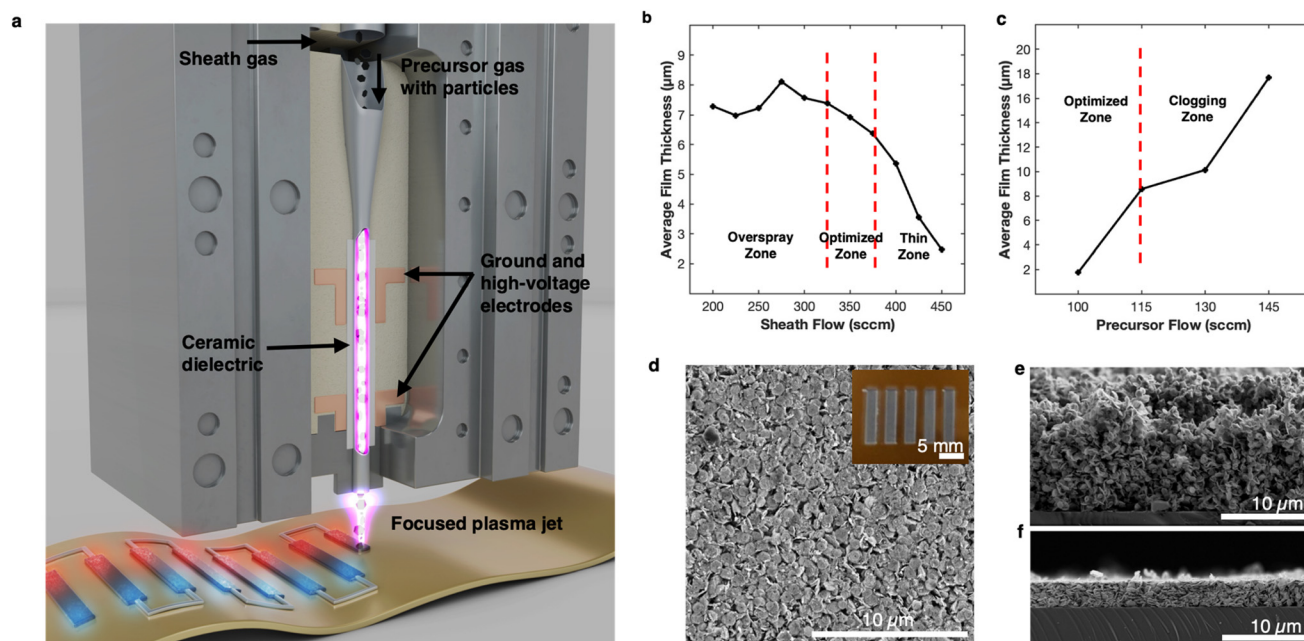 a
Sheath gas
Precursor gas
with particles
Ground and
high-voltage
electrodes
Ceramic
dielectric
Focused plasma jet
b
Average Film Thickness (µm)
9
8
7
6
5
4
3
2
Overspray
Zone
Optimized
Zone
Thin
Zone
200
250
300
350
400
450
Sheath Flow (sccm)
c
Average Film Thickness (µm)
20
18
16
14
12
10
8
6
4
2
Optimized
Zone
Clogging
Zone
100
115
130
145
Precursor Flow (sccm)
d
5 mm
10 µm
e
10 µm
f
10 µm